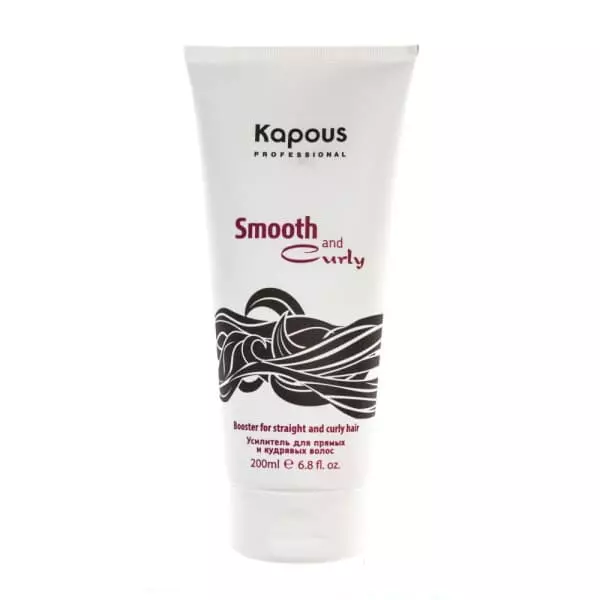 Kapous
PROFESSIONAL
Smooth
and
Curly
Booster for straight and curly hair
Усилитель для прямых
и кудрявых волос
200ml ℮ 6.8 fl. oz.